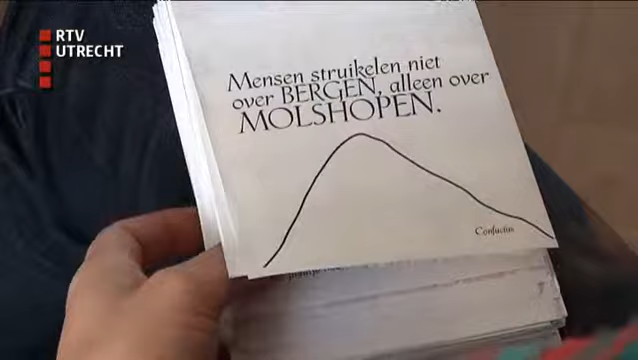 RTV
UTRECHT
Mensen struikelen niet
over BERGEN, alleen over
MOLSHOPEN.
Confucius